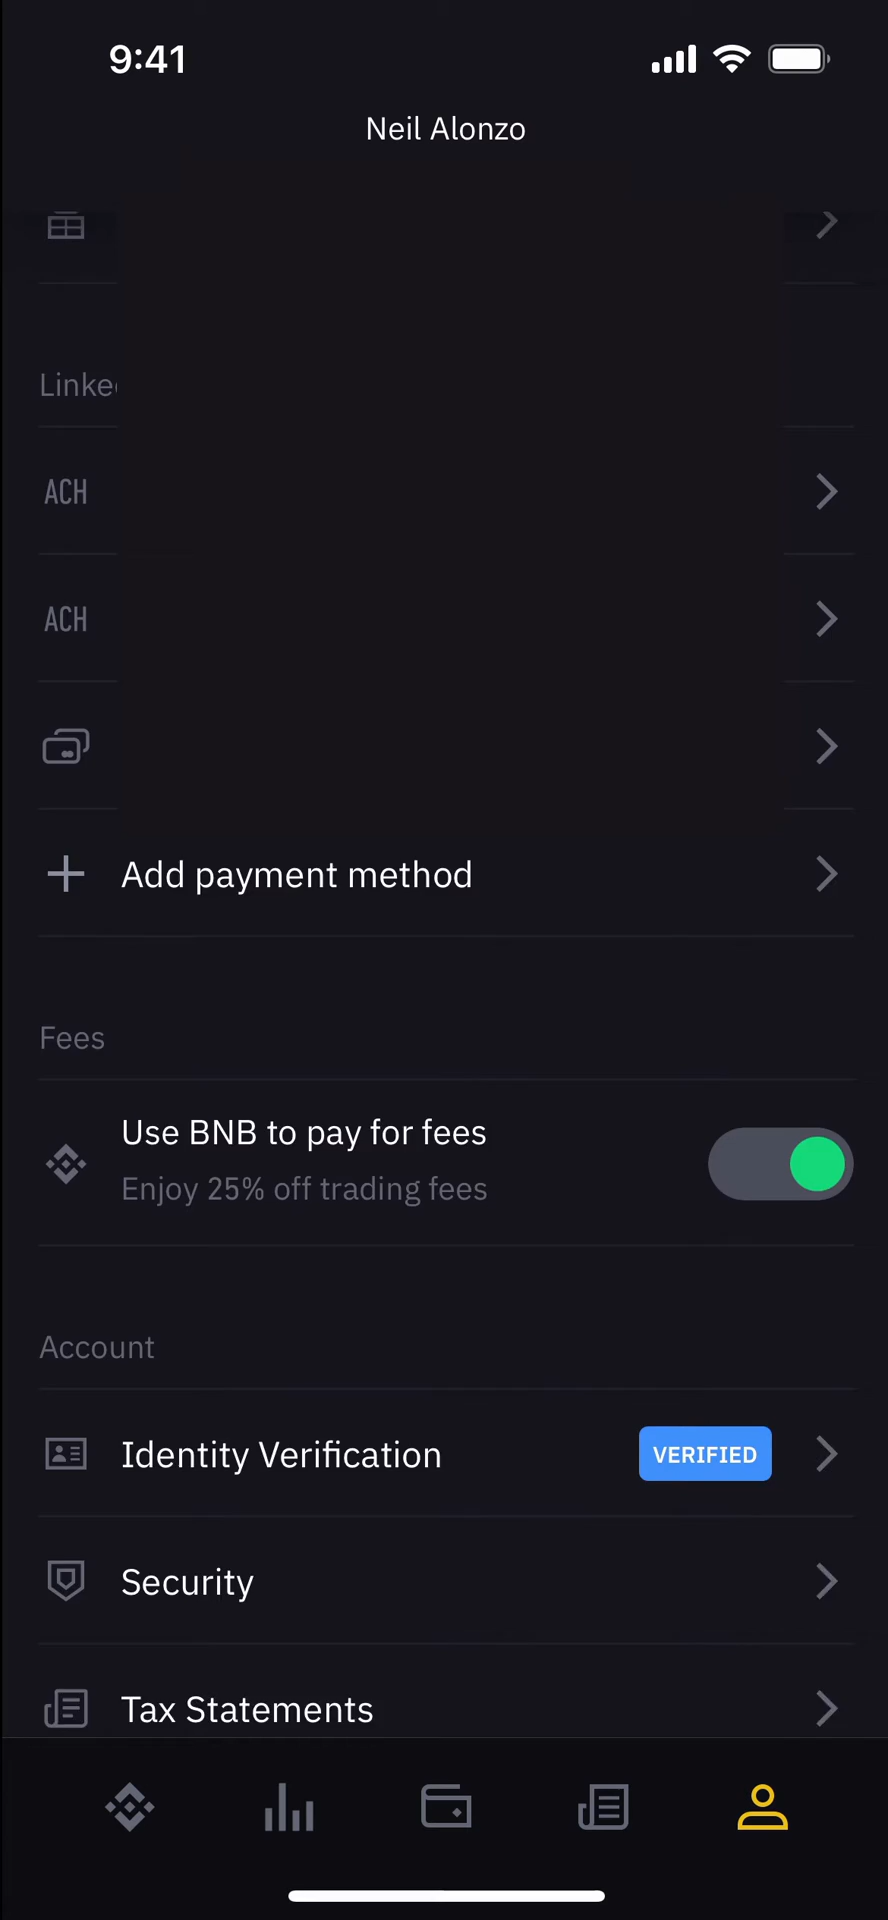 9:41
Neil Alonzo
ACH
ACH
Add payment method
Fees
Use BNB to pay for fees
Enjoy 25% off trading fees
Account
Identity Verification
VERIFIED
Security
Tax Statements